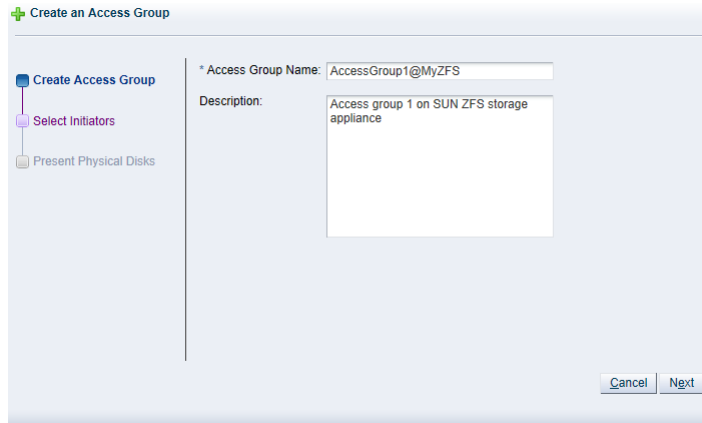 Create an Access Group
Create Access Group
Select Initiators
Present Physical Disks
* Access Group Name: AccessGroup1@MyZFS
Description: Access group 1 on SUN ZFS storage
appliance
Cancel Next